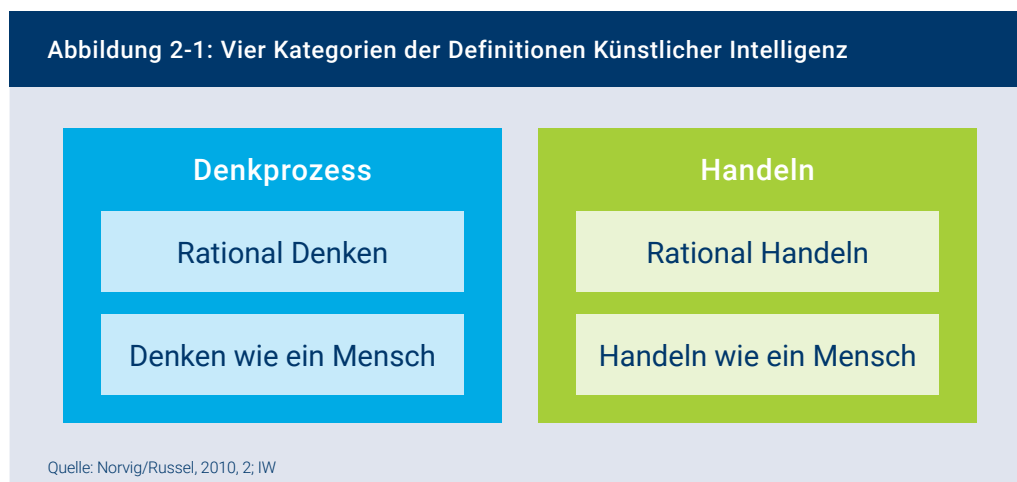 Abbildung 2-1: Vier Kategorien der Definitionen Künstlicher Intelligenz
Denkprozess
Rational Denken
Denken wie ein Mensch
Handeln
Rational Handeln
Handeln wie ein Mensch
Quelle: Norvig/Russel, 2010, 2; IW